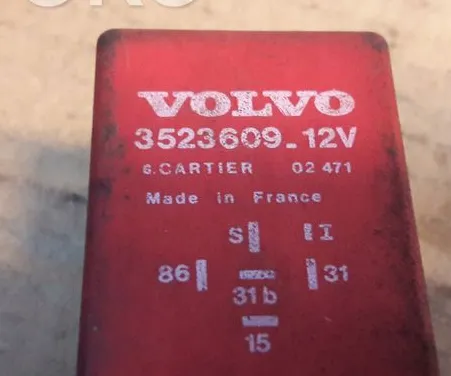 VOLVO
3523609_12V
S.CARTIER 02 471
Made in France
S I
86 31
31b
15